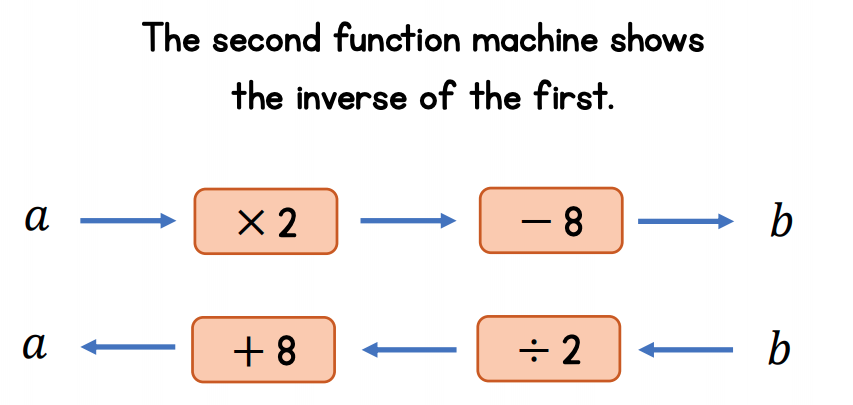 The second function machine shows
the inverse of the first.
a × 2 − 8 b
a + 8 ÷ 2 b